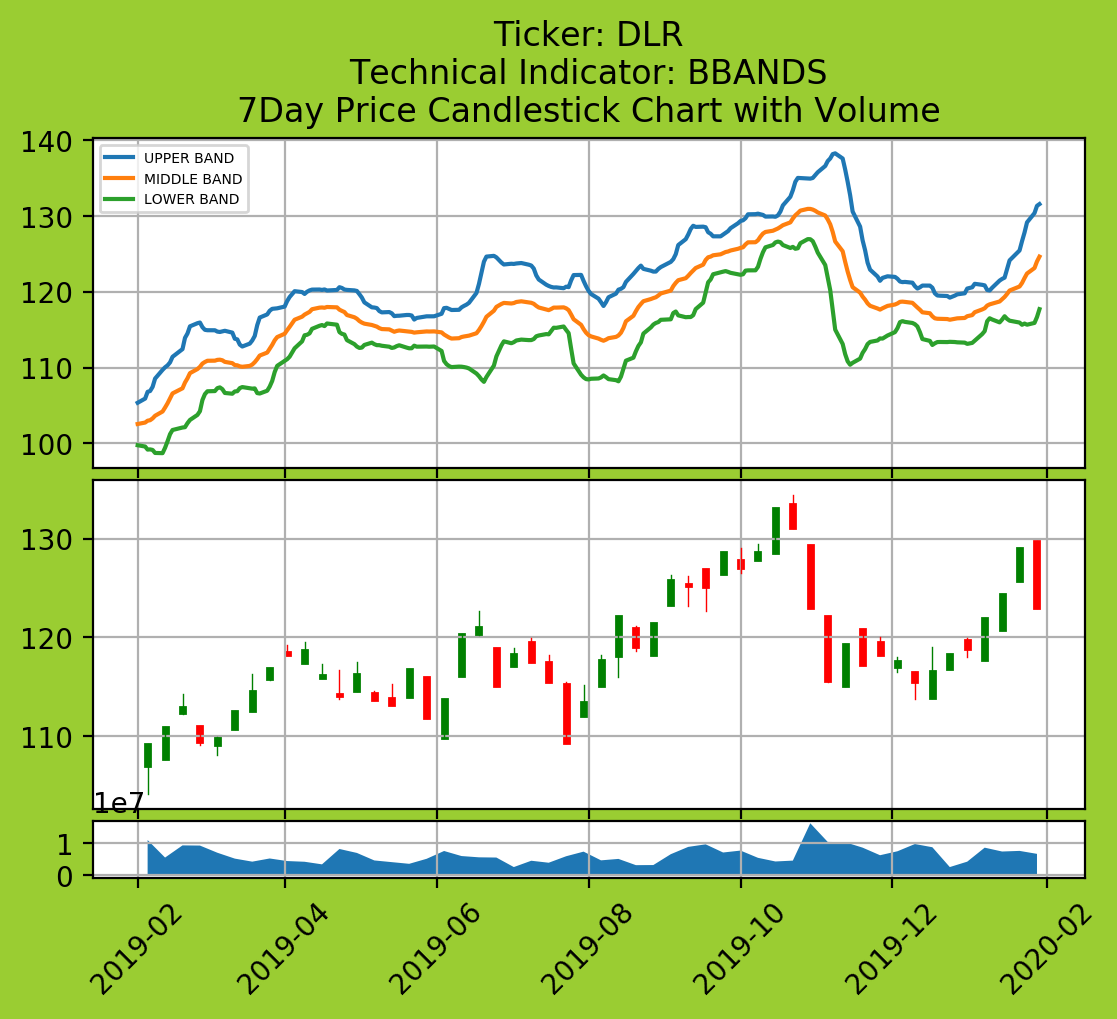 Ticker: DLR
Technical Indicator: BBANDS
7Day Price Candlestick Chart with Volume
140
130
120
110
100
UPPER BAND
MIDDLE BAND
LOWER BAND
130
120
110
1e7
1
0
2019-02
2019-04
2019-06
2019-08
2019-10
2019-12
2020-02